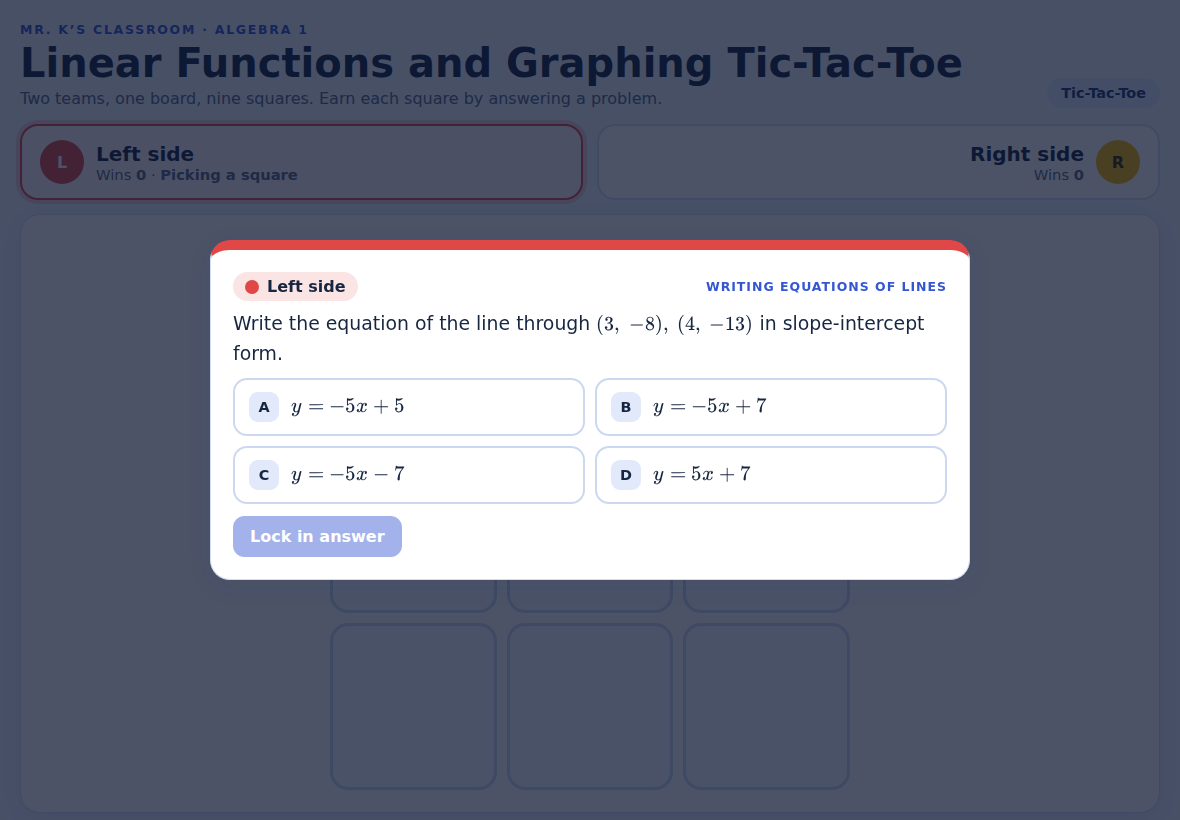 MR. K’S CLASSROOM · ALGEBRA 1
Linear Functions and Graphing Tic-Tac-Toe
Two teams, one board, nine squares. Earn each square by answering a problem.
Tic-Tac-Toe
L
Left side
Wins 0 · Picking a square
Right side
Wins 0
R
Left side
WRITING EQUATIONS OF LINES
Write the equation of the line through (3, −8), (4, −13) in slope-intercept
form.
A y = −5x + 5
B y = −5x + 7
C y = −5x − 7
D y = 5x + 7
Lock in answer